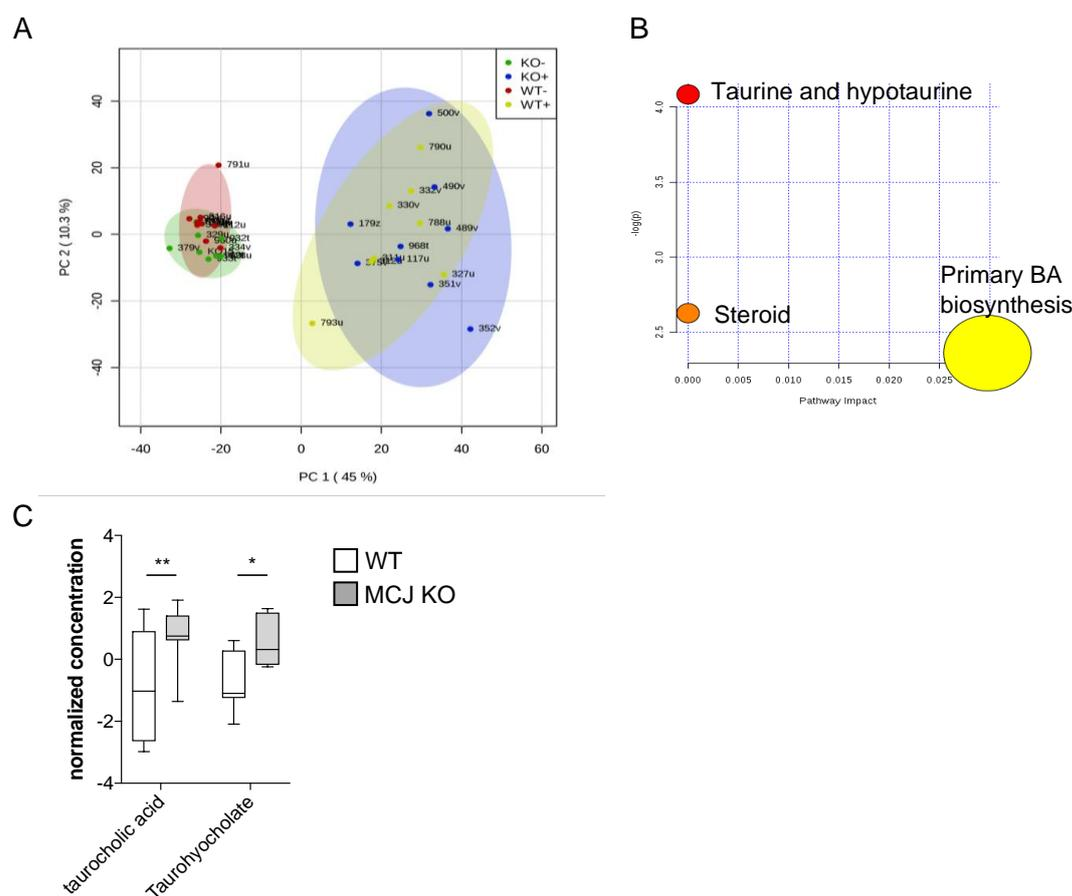 A
B
KO-
KO+
WT-
WT+
40
20
0
-20
-40
PC 2 ( 10.3 %)
791u
379v
329u
500v
790u
332v
490v
330v
179z
788u
489v
968t
117u
327u
351v
793u
352v
-40
-20
0
20
40
60
PC 1 ( 45 %)
Taurine and hypotaurine
4.0
3.5
3.0
2.5
-log(p)
Primary BA
biosynthesis
Steroid
0.000
0.005
0.010
0.015
0.020
0.025
Pathway Impact
C
4
2
0
-2
-4
normalized concentration
**
*
WT
MCJ KO
taurocholic acid
Taurohyocholate